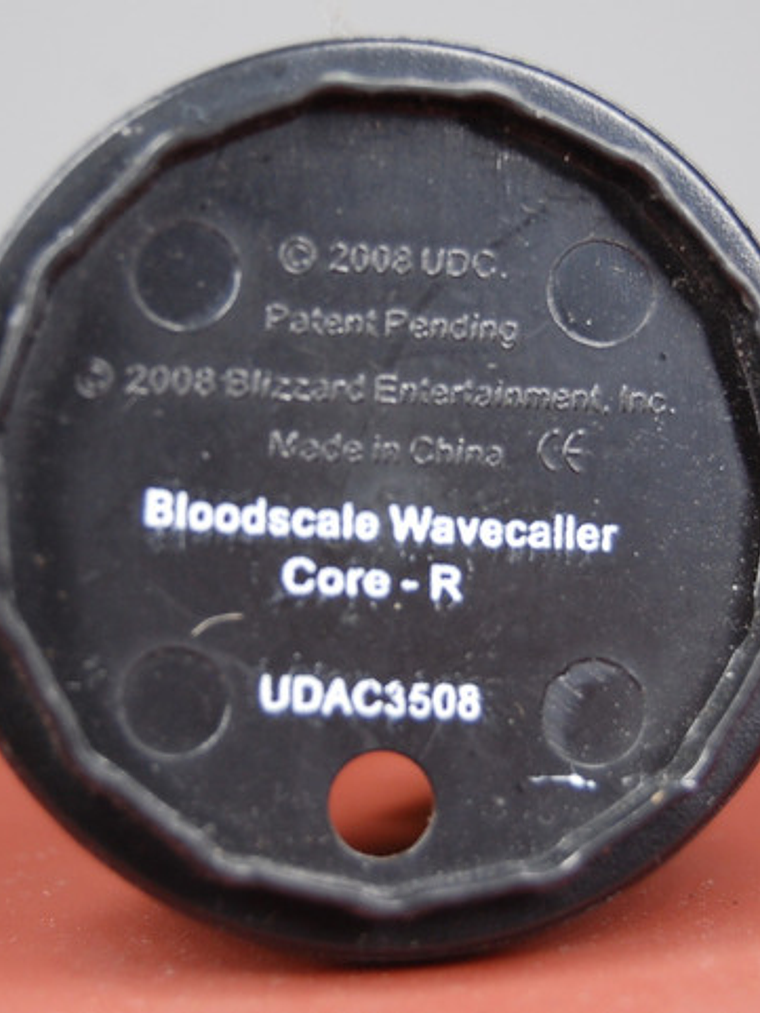 © 2008 UDC.
Patent Pending
© 2008 Blizzard Entertainment, Inc.
Made in China CE
Bloodscale Wavecaller
Core - R
UDAC3508